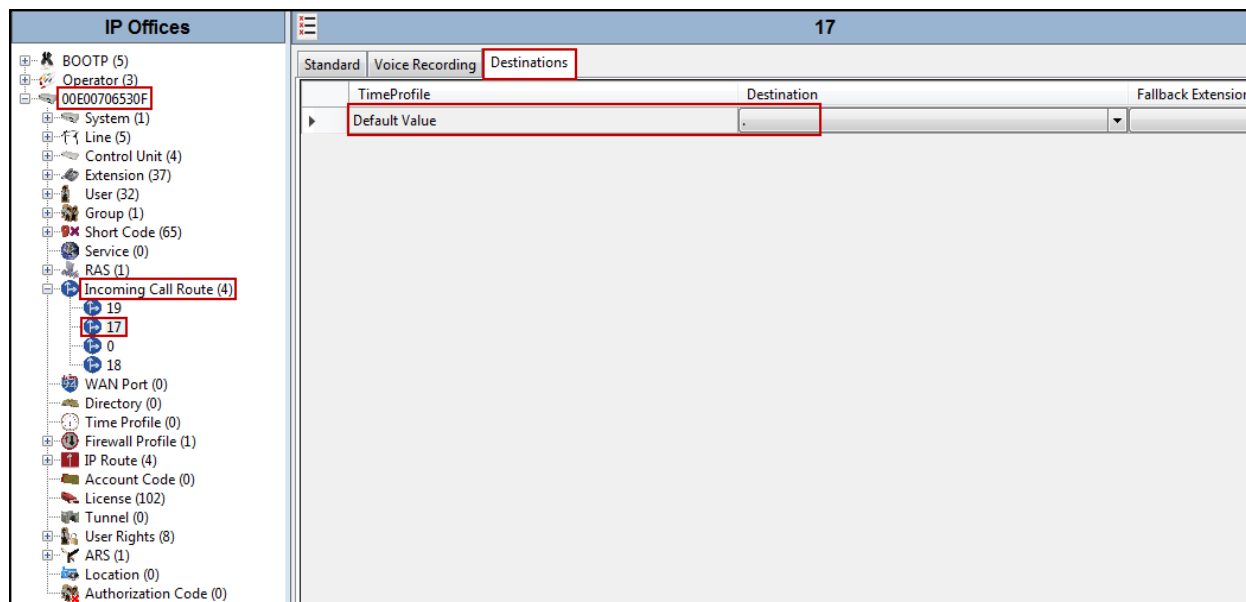 IP Offices
BOOTP (5)
Operator (3)
00E00706530F
System (1)
Line (5)
Control Unit (4)
Extension (37)
User (32)
Group (1)
Short Code (65)
Service (0)
RAS (1)
Incoming Call Route (4)
19
17
0
18
WAN Port (0)
Directory (0)
Time Profile (0)
Firewall Profile (1)
IP Route (4)
Account Code (0)
License (102)
Tunnel (0)
User Rights (8)
ARS (1)
Location (0)
Authorization Code (0)
17
Standard Voice Recording Destinations
TimeProfile Destination Fallback Extension
Default Value .